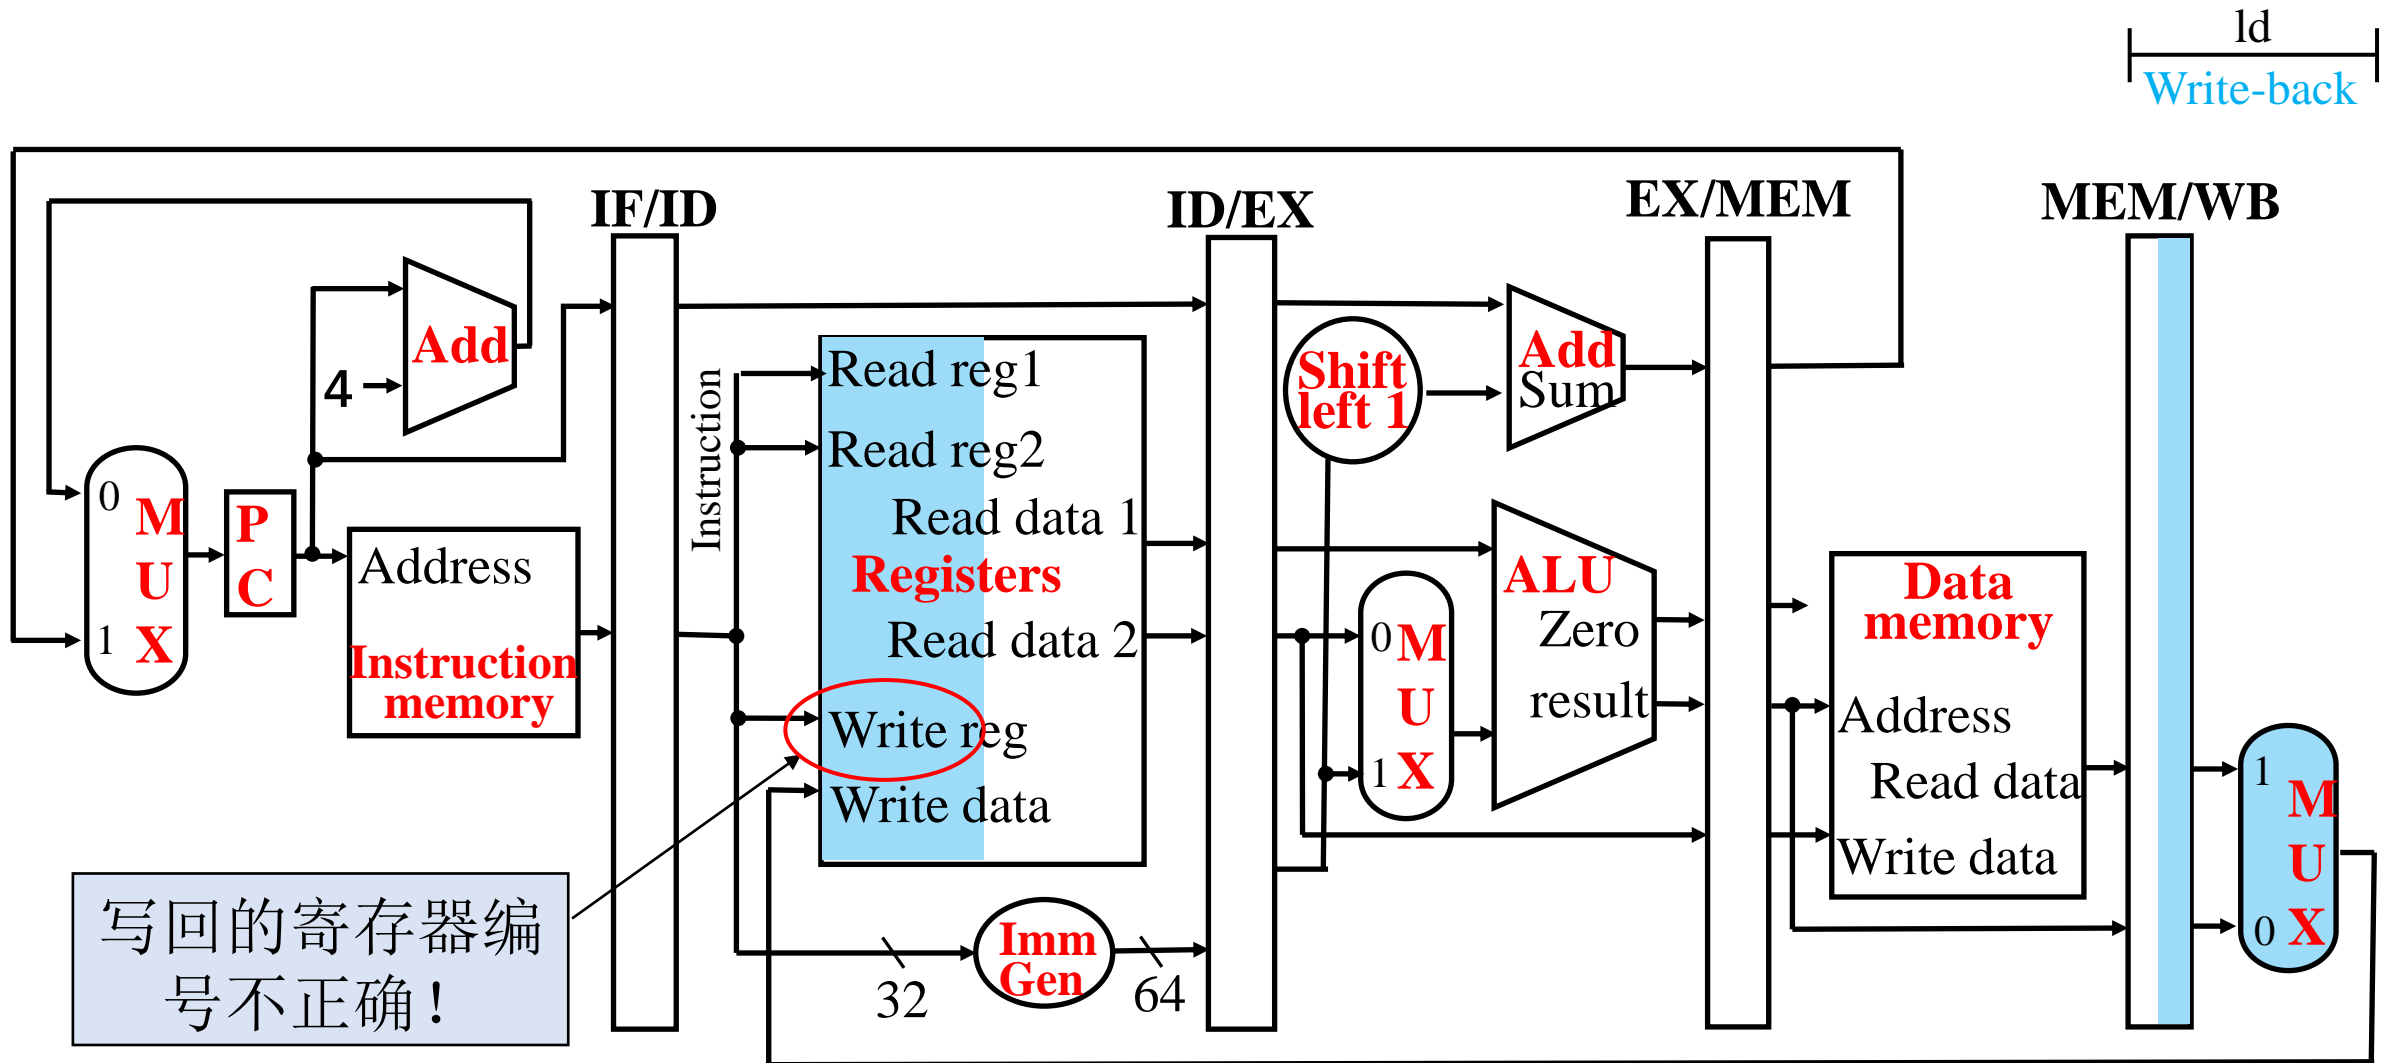 ld
Write-back
IF/ID
ID/EX
EX/MEM
MEM/WB
Add
4
0
M
U
X
1
P
C
Address
Instruction
memory
Instruction
Read reg1
Read reg2
Read data 1
Registers
Read data 2
Write reg
Write data
Imm
Gen
32
64
Shift
left 1
Add
Sum
0
M
U
X
1
ALU
Zero
result
Data
memory
Address
Read data
Write data
1
M
U
X
0
写回的寄存器编
号不正确！